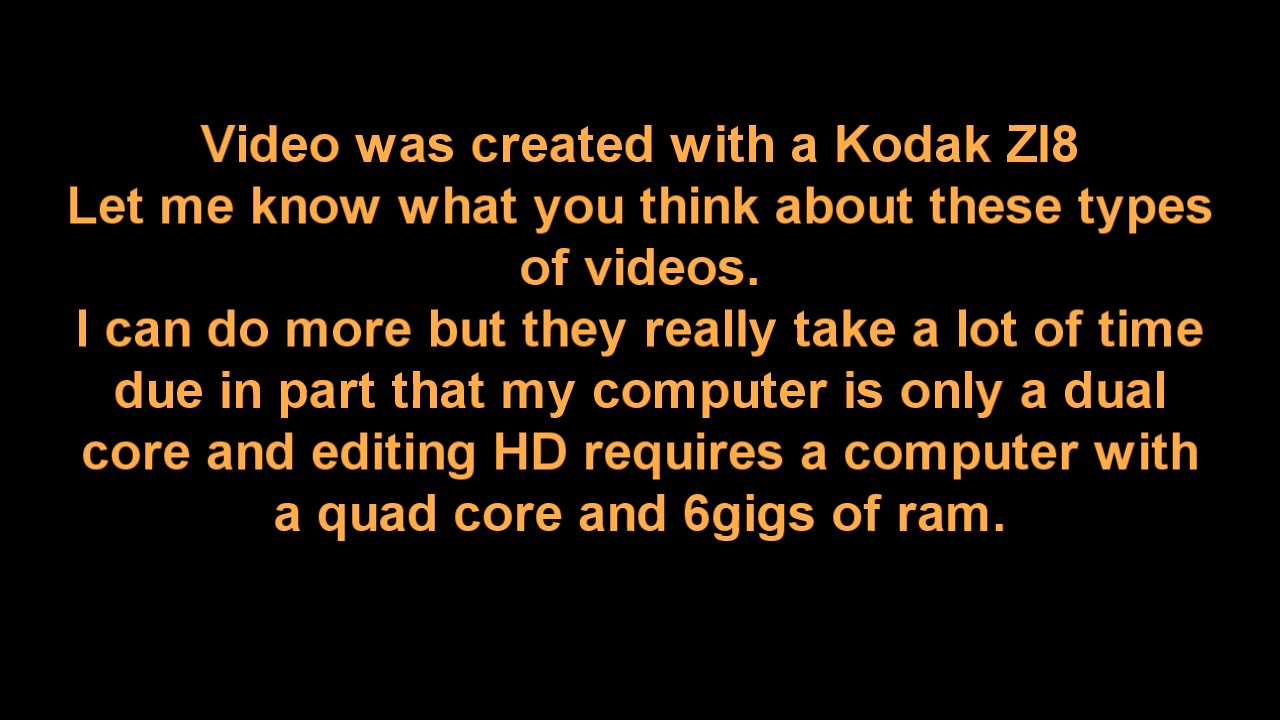 Video was created with a Kodak ZI8
Let me know what you think about these types
of videos.
I can do more but they really take a lot of time
due in part that my computer is only a dual
core and editing HD requires a computer with
a quad core and 6gigs of ram.